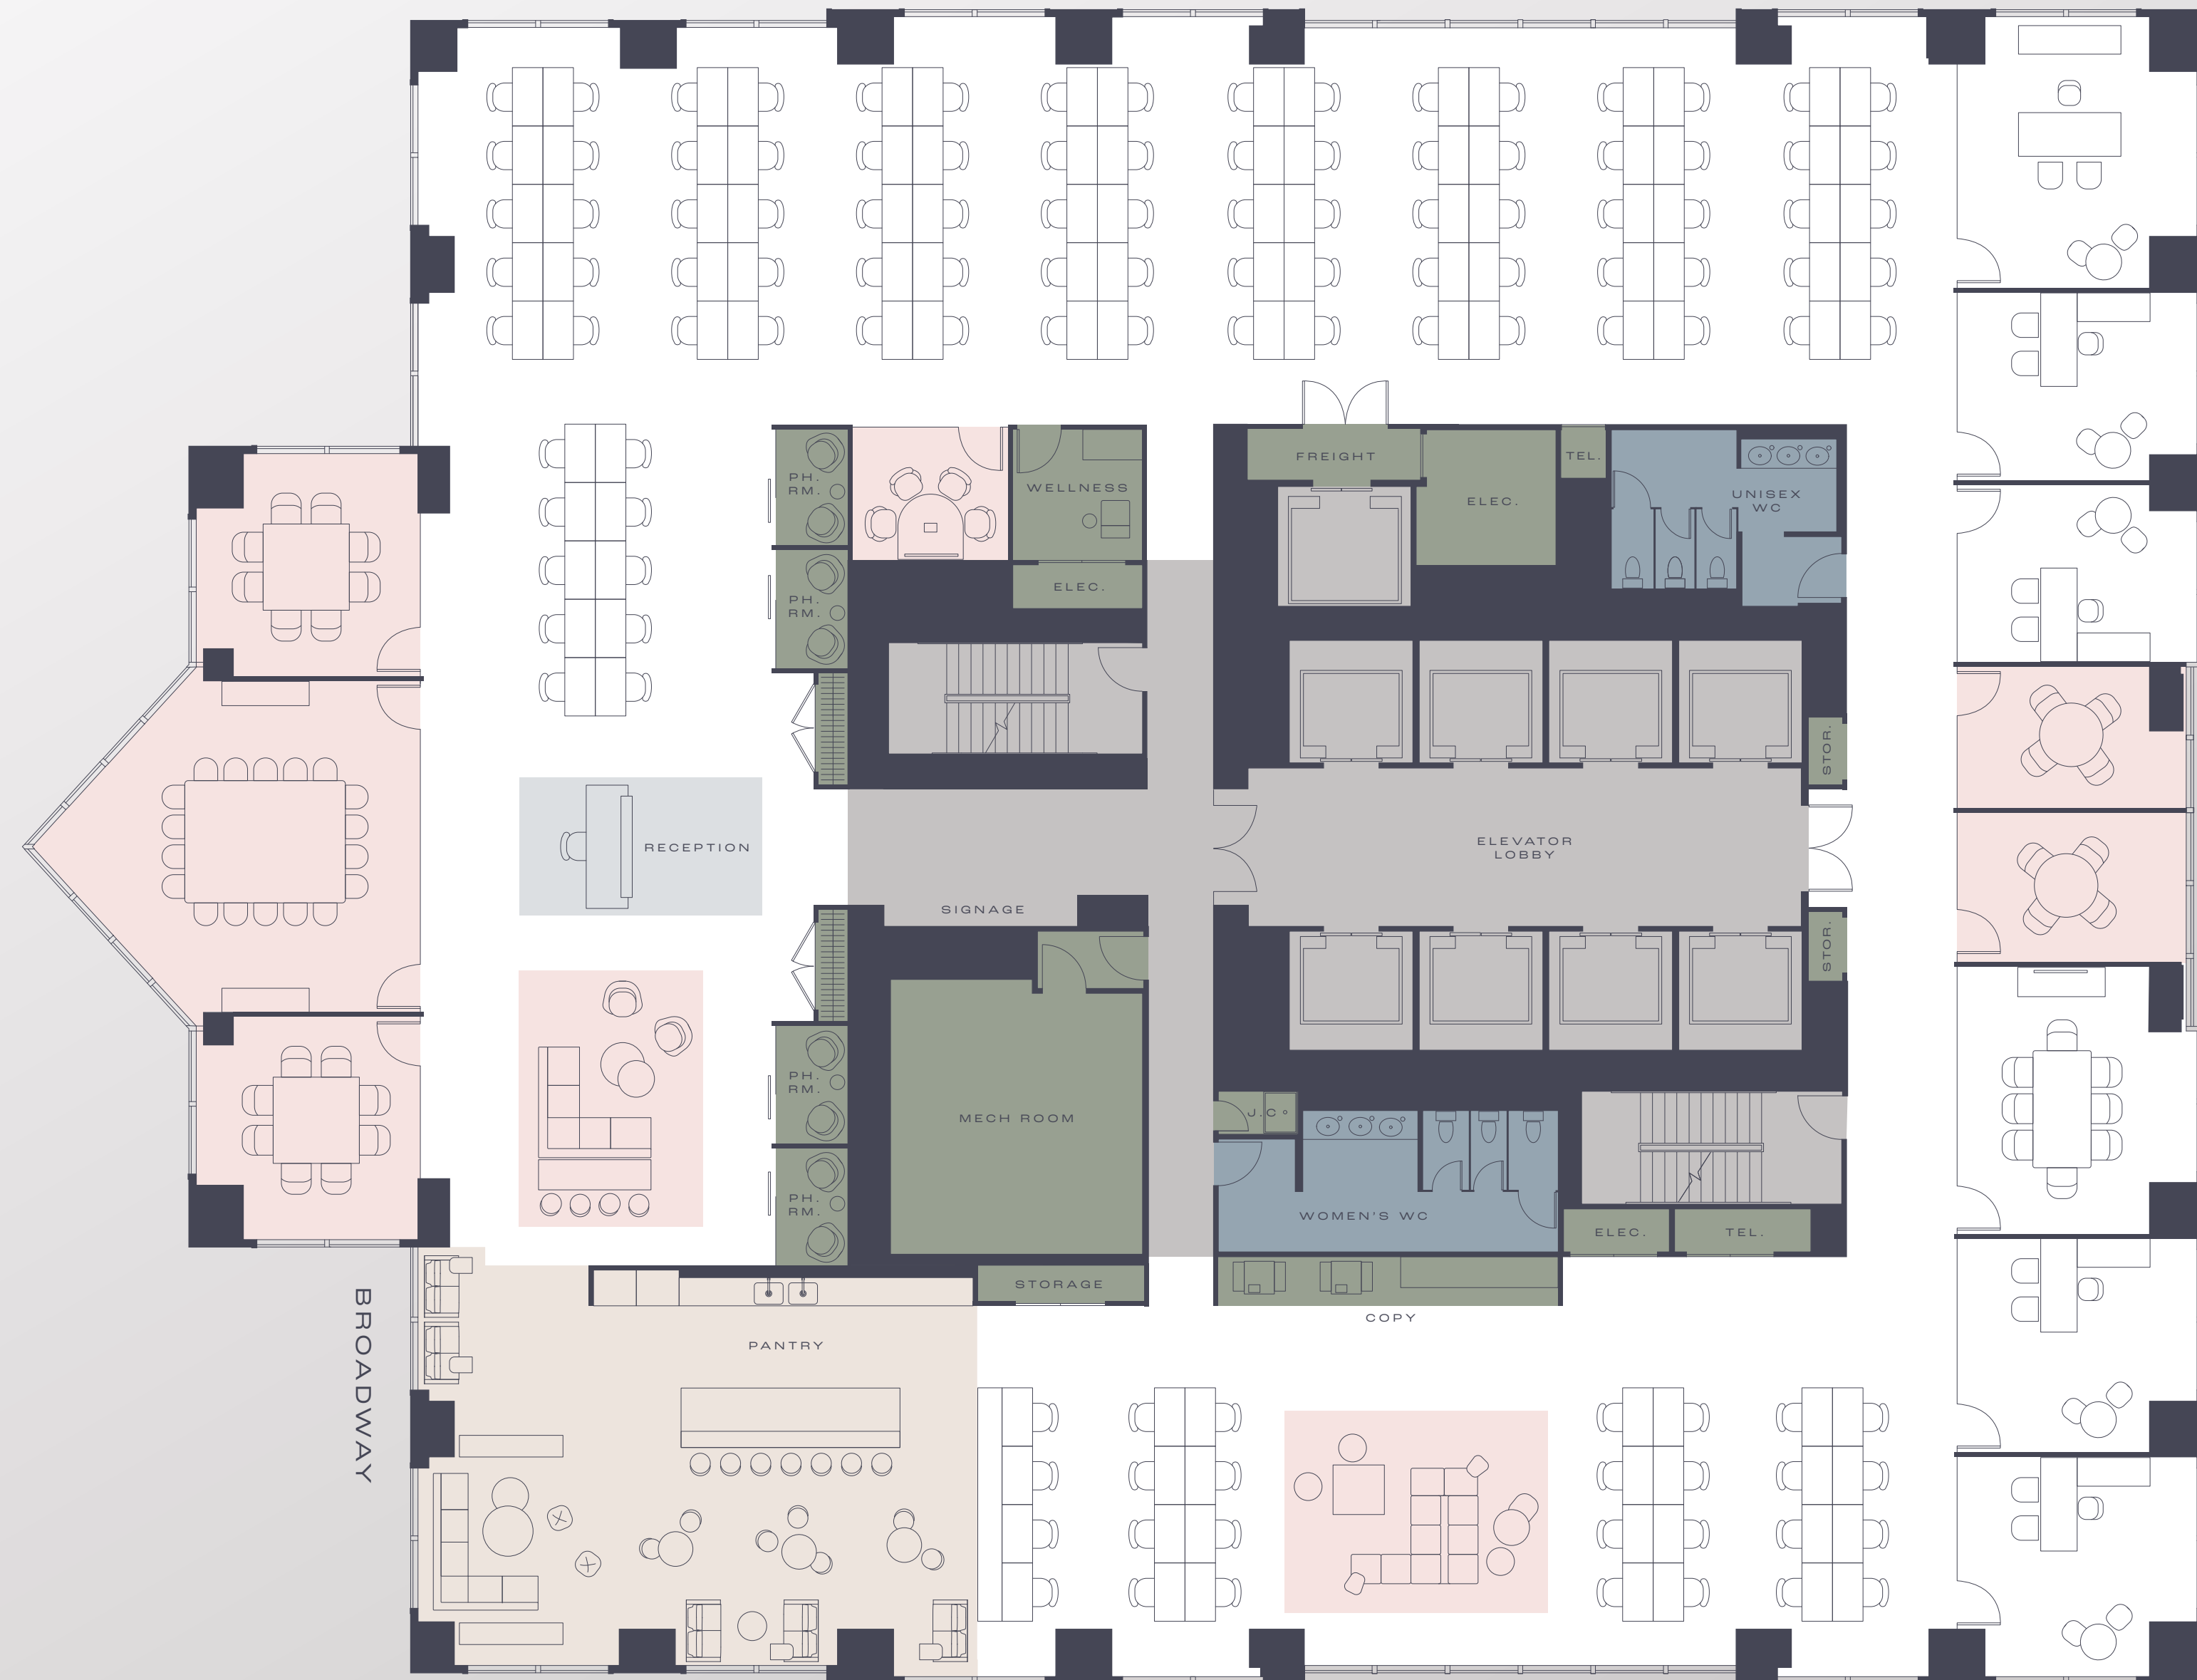 PH.
RM.
WELLNESS
FREIGHT
ELEC.
TEL.
UNISEX
WC
PH.
RM.
ELEC.
STOR.
RECEPTION
ELEVATOR
LOBBY
SIGNAGE
STOR.
PH.
RM.
MECH ROOM
J.C
PH.
RM.
WOMEN'S WC
ELEC.
TEL.
STORAGE
COPY
PANTRY
BROADWAY